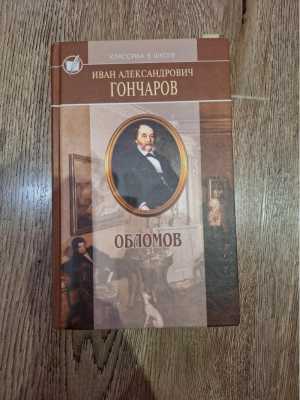 КЛАССИКА В ШКОЛЕ
ИВАН АЛЕКСАНДРОВИЧ
ГОНЧАРОВ
ОБЛОМОВ